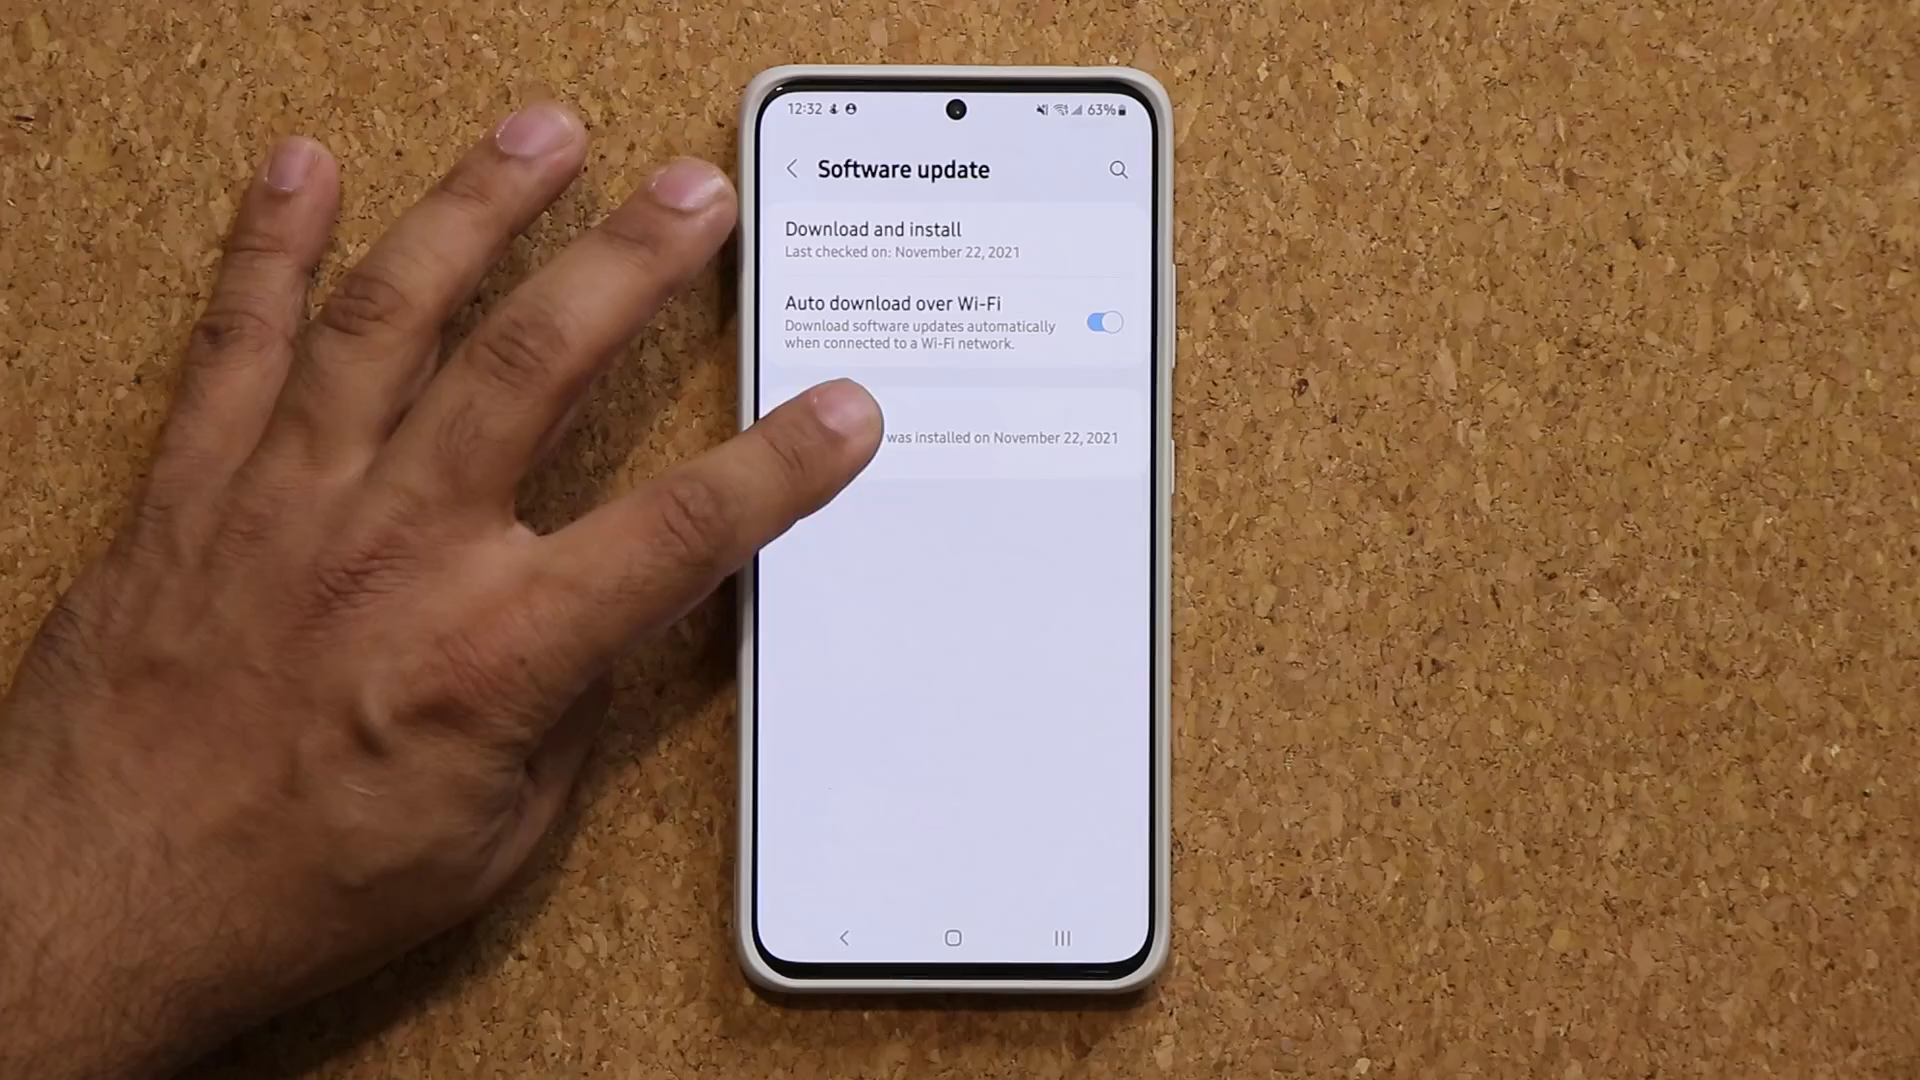 12:32 63%
Software update
Download and install
Last checked on: November 22, 2021
Auto download over Wi-Fi
Download software updates automatically
when connected to a Wi-Fi network.
was installed on November 22, 2021